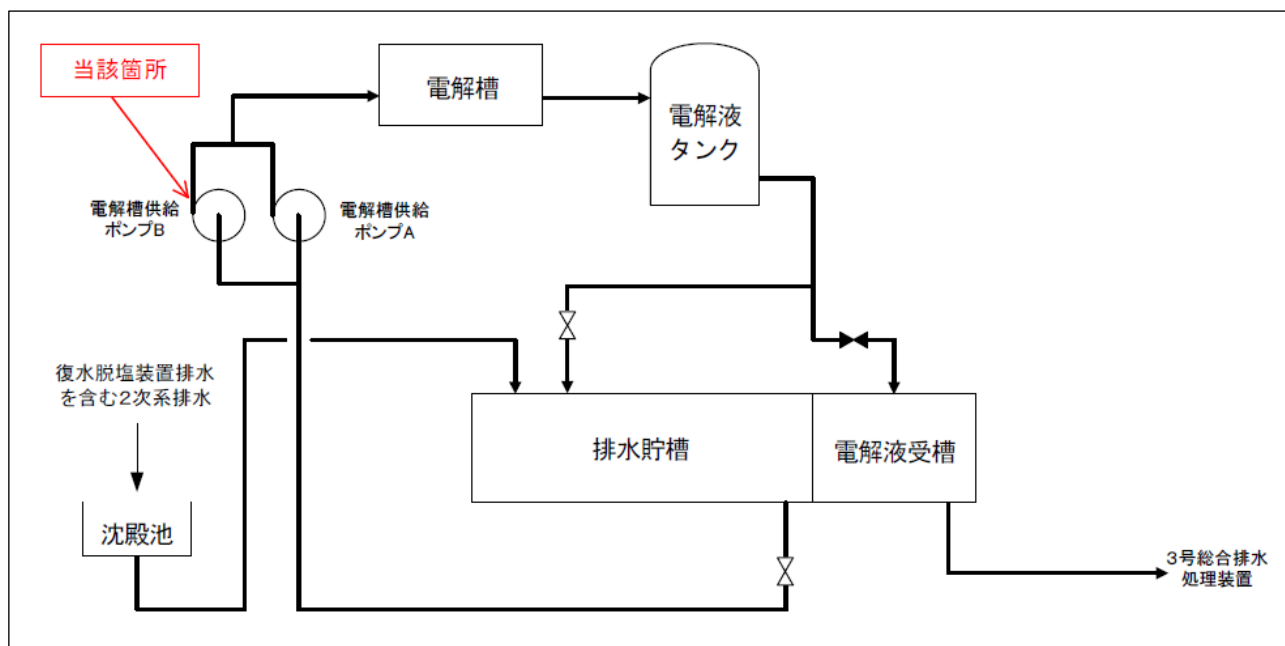 当該箇所
電解槽
電解液
タンク
電解槽供給
ポンプB
電解槽供給
ポンプA
復水脱塩装置排水
を含む2次系排水
排水貯槽
電解液受槽
沈殿池
3号総合排水
処理装置